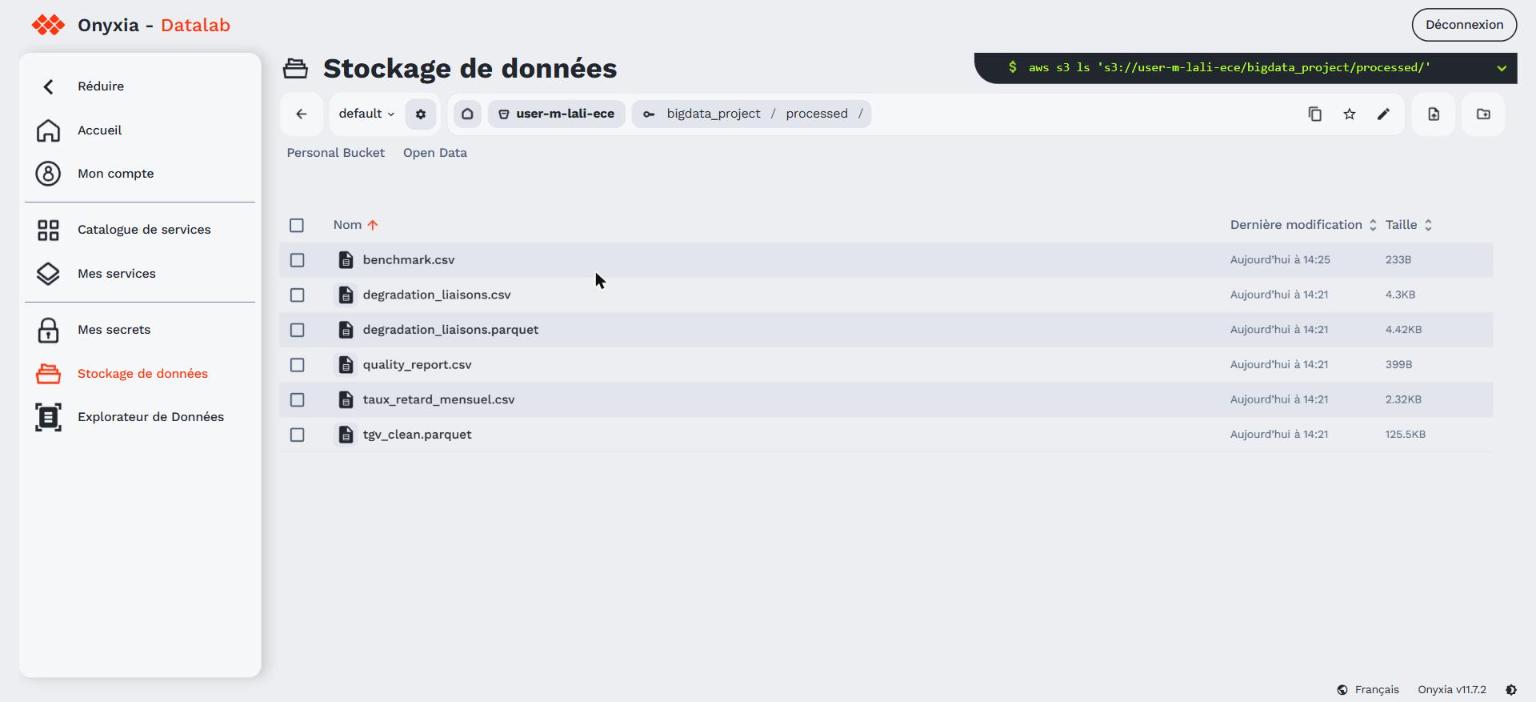 Onyxia - Datalab
Déconnexion
Réduire
Accueil
Mon compte
Catalogue de services
Mes services
Mes secrets
Stockage de données
Explorateur de Données
Stockage de données
$ aws s3 ls 's3://user-m-lali-ece/bigdata_project/processed/'
default
user-m-lali-ece
bigdata_project / processed /
Personal Bucket Open Data
Nom Dernière modification Taille
benchmark.csv Aujourd'hui à 14:25 233B
degradation_liaisons.csv Aujourd'hui à 14:21 4.3KB
degradation_liaisons.parquet Aujourd'hui à 14:21 4.42KB
quality_report.csv Aujourd'hui à 14:21 399B
taux_retard_mensuel.csv Aujourd'hui à 14:21 2.32KB
tgv_clean.parquet Aujourd'hui à 14:21 125.5KB
Français Onyxia v11.7.2